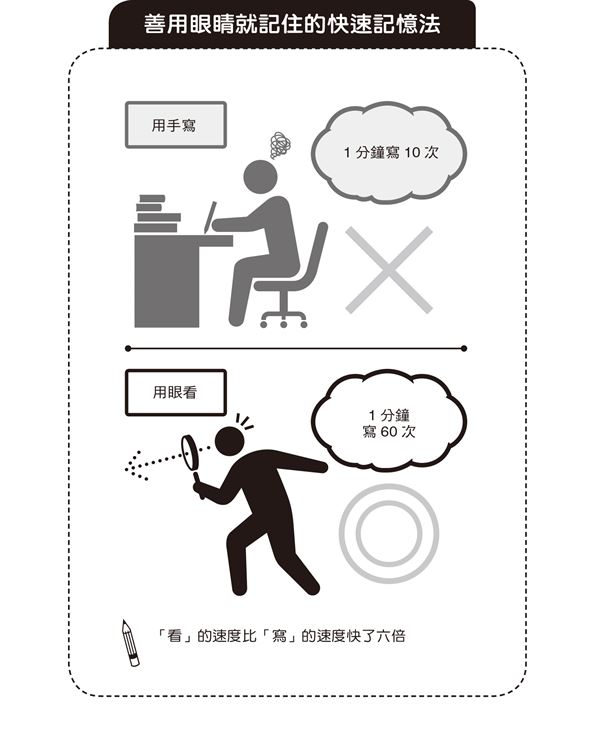 善用眼睛就記住的快速記憶法
用手寫
1 分鐘寫 10 次
用眼看
1 分鐘
寫 60 次
「看」的速度比「寫」的速度快了六倍